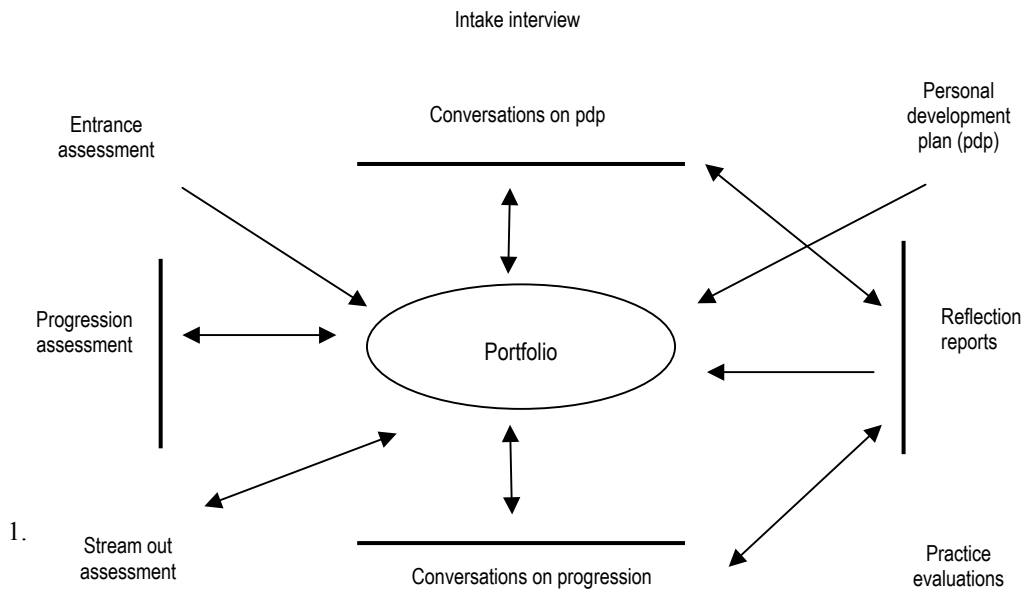 Intake interview
Conversations on pdp
Personal
development
plan (pdp)
Entrance
assessment
Progression
assessment
Portfolio
Reflection
reports
1.
Stream out
assessment
Conversations on progression
Practice
evaluations